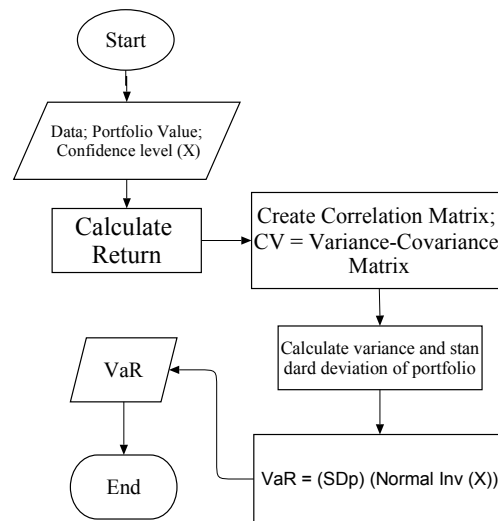 Start
Data; Portfolio Value;
Confidence level (X)
Calculate
Return
Create Correlation Matrix;
CV = Variance-Covariance
Matrix
Calculate variance and stan
dard deviation of portfolio
VaR = (SDp) (Normal Inv (X))
VaR
End